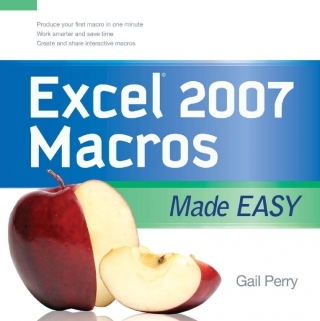 Produce your first macro in one minute
Work smarter and save time
Create and share interactive macros
Excel® 2007
Macros
Made EASY
Gail Perry